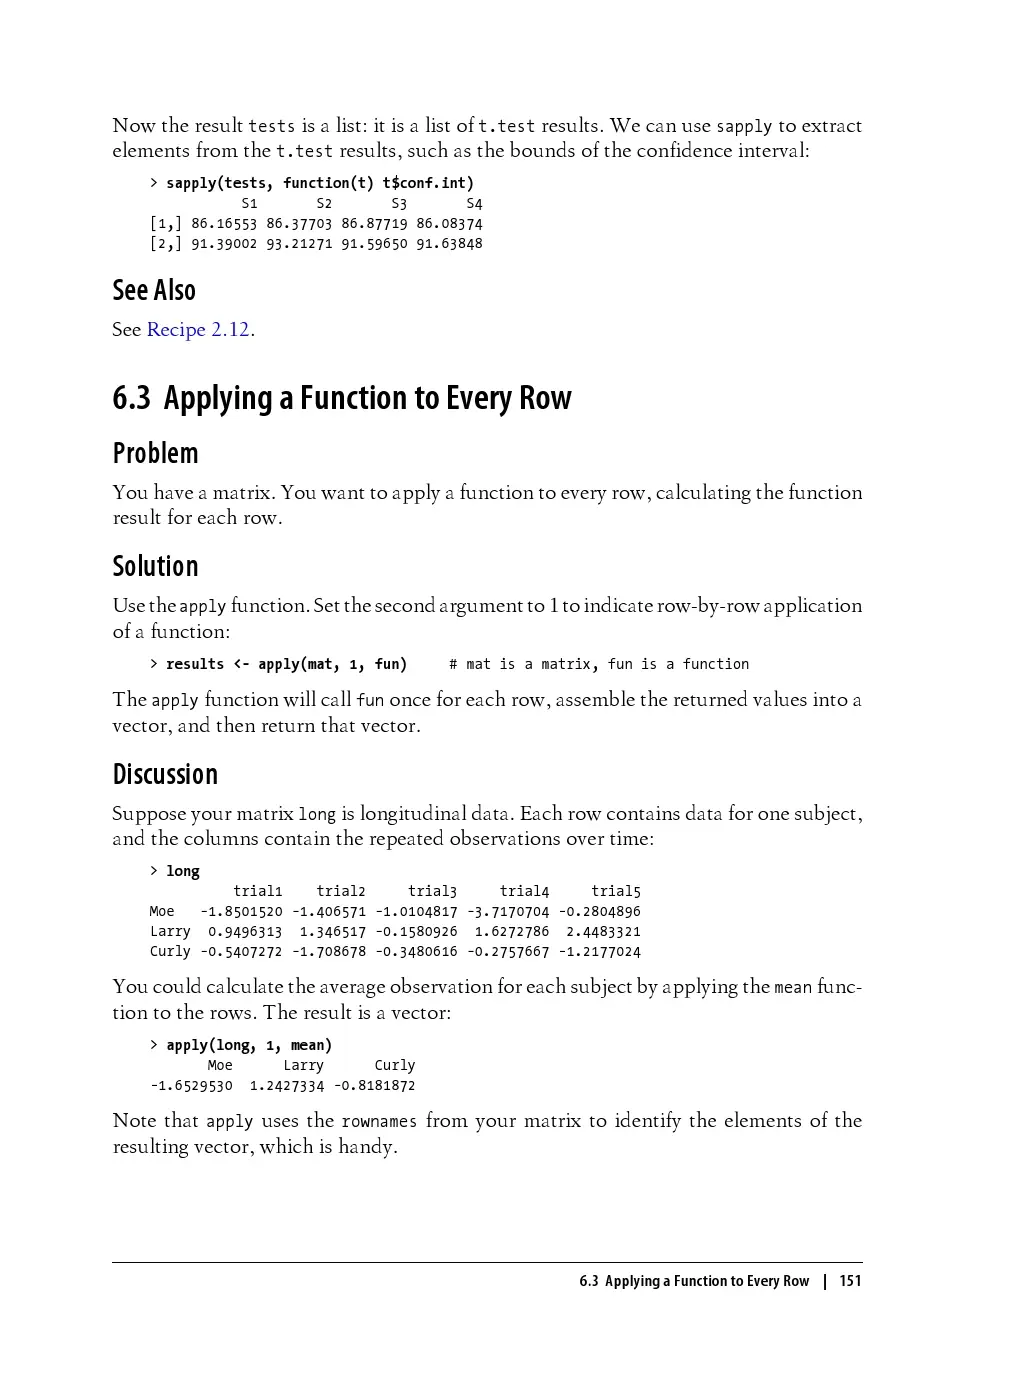 Now the result tests is a list: it is a list of t.test results. We can use sapply to extract
elements from the t.test results, such as the bounds of the confidence interval:
> sapply(tests, function(t) t$conf.int)
           S1       S2       S3       S4
[1,] 86.16553 86.37703 86.87719 86.08374
[2,] 91.39002 93.21271 91.59650 91.63848
See Also
See Recipe 2.12.
6.3 Applying a Function to Every Row
Problem
You have a matrix. You want to apply a function to every row, calculating the function
result for each row.
Solution
Use the apply function. Set the second argument to 1 to indicate row-by-row application
of a function:
> results <- apply(mat, 1, fun)     # mat is a matrix, fun is a function
The apply function will call fun once for each row, assemble the returned values into a
vector, and then return that vector.
Discussion
Suppose your matrix long is longitudinal data. Each row contains data for one subject,
and the columns contain the repeated observations over time:
> long
          trial1    trial2     trial3     trial4     trial5
Moe   -1.8501520 -1.406571 -1.0104817 -3.7170704 -0.2804896
Larry  0.9496313  1.346517 -0.1580926  1.6272786  2.4483321
Curly -0.5407272 -1.708678 -0.3480616 -0.2757667 -1.2177024
You could calculate the average observation for each subject by applying the mean func-
tion to the rows. The result is a vector:
> apply(long, 1, mean)
       Moe      Larry      Curly
-1.6529530  1.2427334 -0.8181872
Note that apply uses the rownames from your matrix to identify the elements of the
resulting vector, which is handy.
6.3 Applying a Function to Every Row | 151